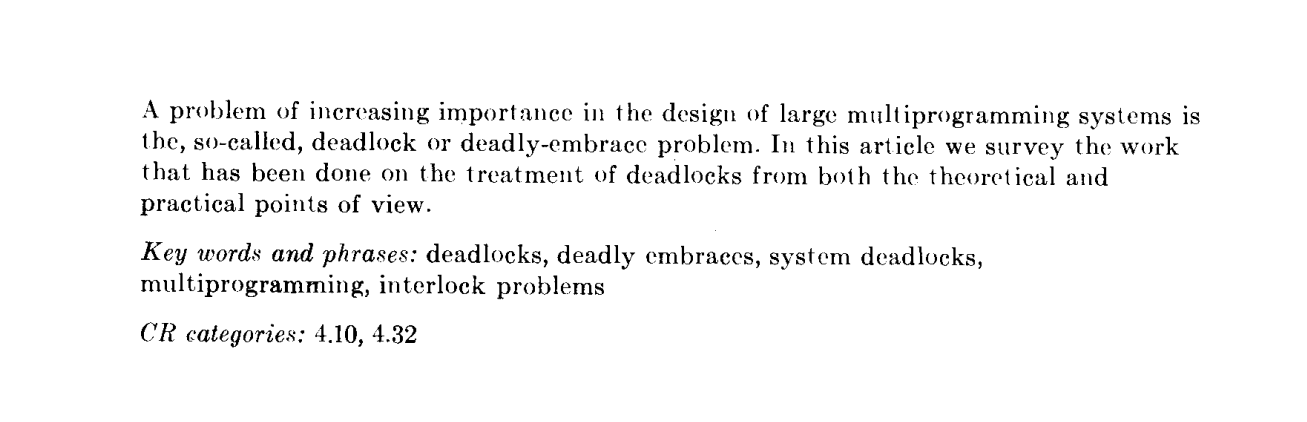 A problem of increasing importance in the design of large multiprogramming systems is
the, so-called, deadlock or deadly-embrace problem. In this article we survey the work
that has been done on the treatment of deadlocks from both the theoretical and
practical points of view.
Key words and phrases: deadlocks, deadly embraces, system deadlocks,
multiprogramming, interlock problems
CR categories: 4.10, 4.32